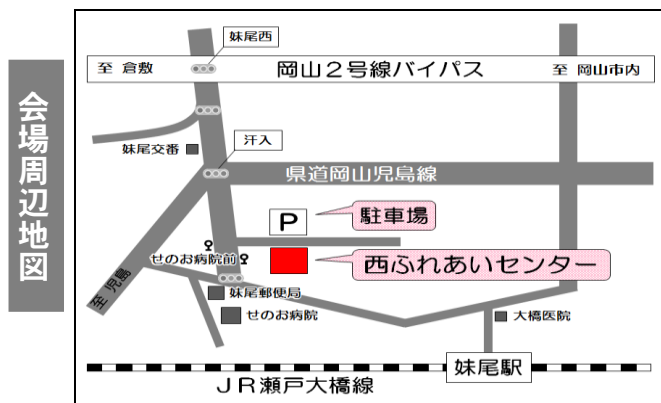 会場周辺地図
妹尾西
至 倉敷
岡山２号線バイパス
至 岡山市内
妹尾交番
汗入
県道岡山児島線
P
駐車場
せのお病院前
西ふれあいセンター
至 児島
妹尾郵便局
せのお病院
大橋医院
妹尾駅
ＪＲ瀬戸大橋線